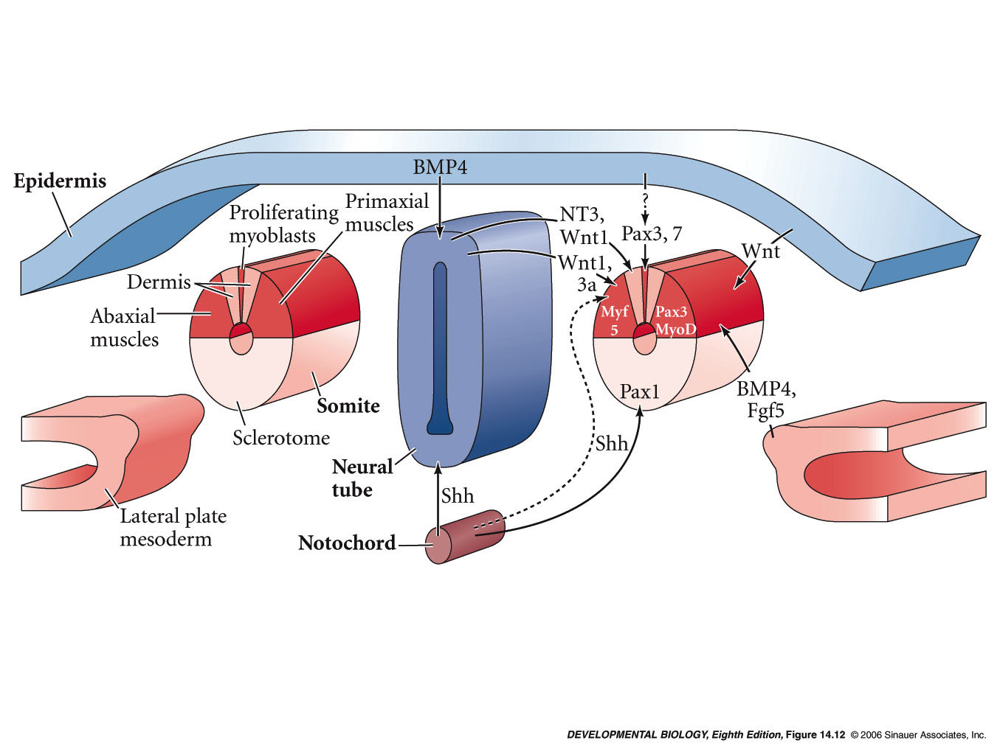 BMP4
Epidermis
Primaxial
muscles
Proliferating
myoblasts
Dermis
Abaxial
muscles
NT3,
Wnt1
Pax3, 7
?
Wnt
Wnt1,
3a
Myf
5
Pax3
MyoD
Pax1
BMP4,
Fgf5
Somite
Sclerotome
Neural
tube
Shh
Shh
Lateral plate
mesoderm
Notochord
DEVELOPMENTAL BIOLOGY, Eighth Edition, Figure 14.12 © 2006 Sinauer Associates, Inc.